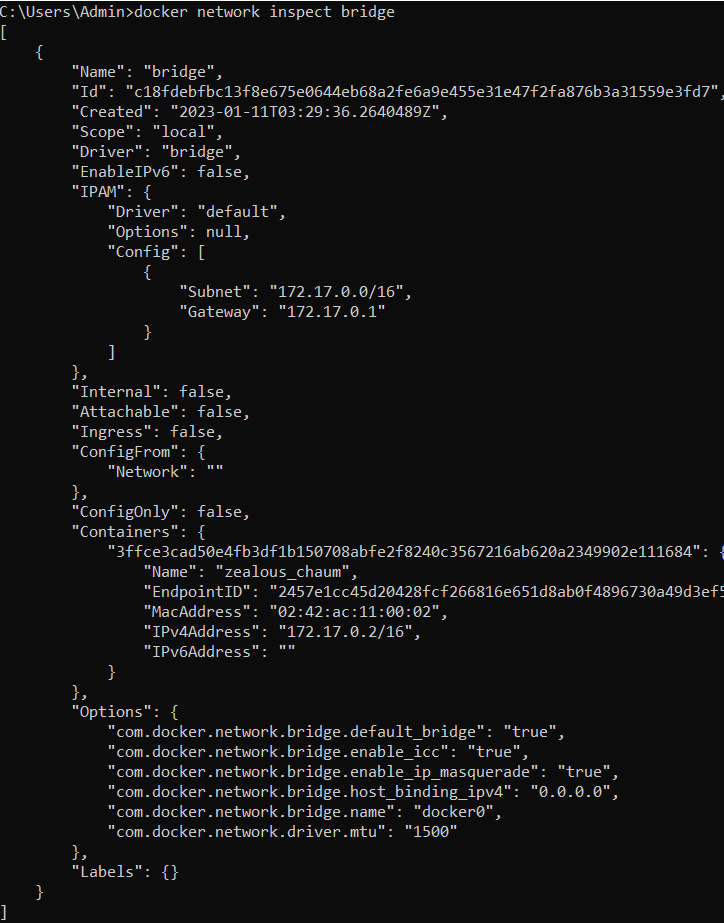 C:\Users\Admin>docker network inspect bridge
[
    {
        "Name": "bridge",
        "Id": "c18fdebfbc13f8e675e0644eb68a2fe6a9e455e31e47f2fa876b3a31559e3fd7",
        "Created": "2023-01-11T03:29:36.2640489Z",
        "Scope": "local",
        "Driver": "bridge",
        "EnableIPv6": false,
        "IPAM": {
            "Driver": "default",
            "Options": null,
            "Config": [
                {
                    "Subnet": "172.17.0.0/16",
                    "Gateway": "172.17.0.1"
                }
            ]
        },
        "Internal": false,
        "Attachable": false,
        "Ingress": false,
        "ConfigFrom": {
            "Network": ""
        },
        "ConfigOnly": false,
        "Containers": {
            "3ffce3cad50e4fb3df1b150708abfe2f8240c3567216ab620a2349902e111684": {
                "Name": "zealous_chaum",
                "EndpointID": "2457e1cc45d20428fcf266816e651d8ab0f4896730a49d3ef5
                "MacAddress": "02:42:ac:11:00:02",
                "IPv4Address": "172.17.0.2/16",
                "IPv6Address": ""
            }
        },
        "Options": {
            "com.docker.network.bridge.default_bridge": "true",
            "com.docker.network.bridge.enable_icc": "true",
            "com.docker.network.bridge.enable_ip_masquerade": "true",
            "com.docker.network.bridge.host_binding_ipv4": "0.0.0.0",
            "com.docker.network.bridge.name": "docker0",
            "com.docker.network.driver.mtu": "1500"
        },
        "Labels": {}
    }
]